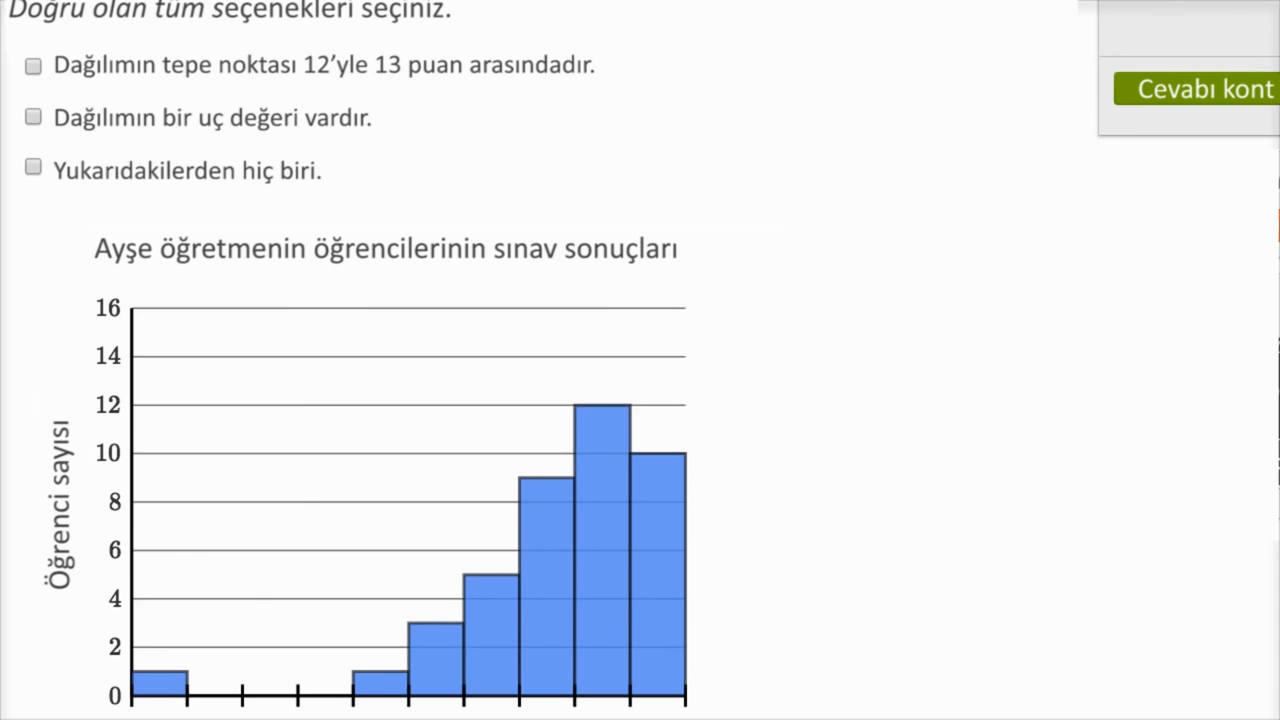 Doğru olan tüm seçenekleri seçiniz.
Dağılımın tepe noktası 12’yle 13 puan arasındadır.
Cevabı kont
Dağılımın bir uç değeri vardır.
Yukarıdakilerden hiç biri.
Ayşe öğretmenin öğrencilerinin sınav sonuçları
16
14
12
10
8
6
4
2
0
Öğrenci sayısı